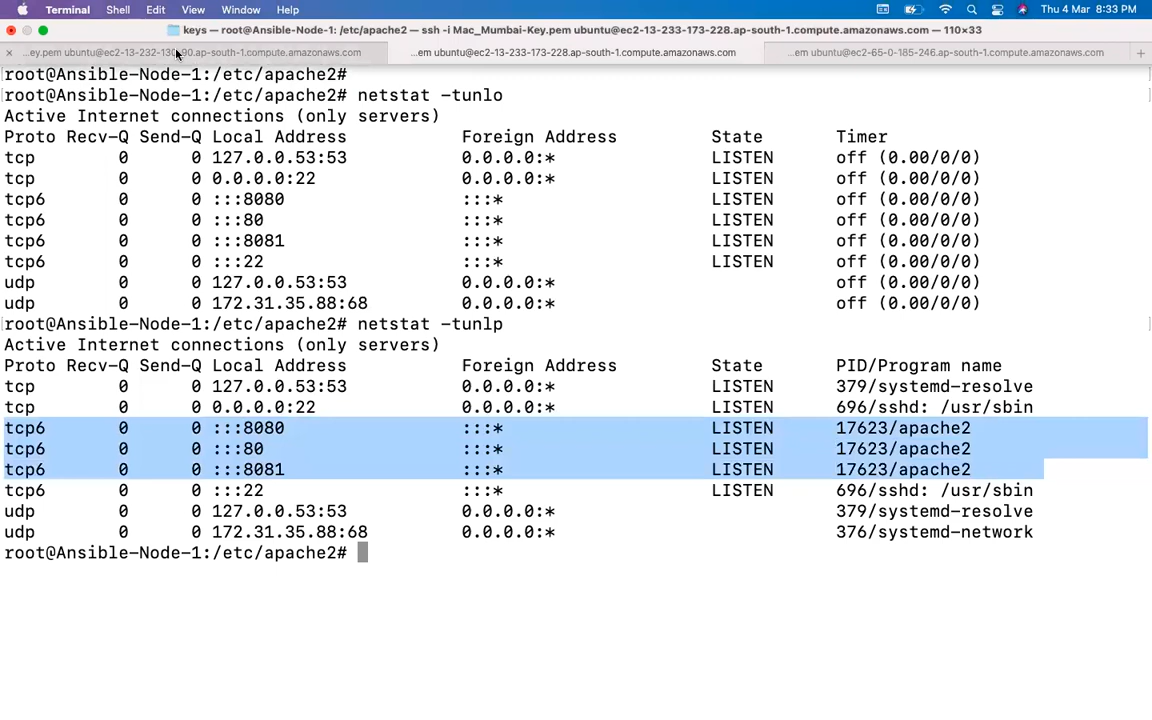 Terminal Shell Edit View Window Help Thu 4 Mar 8:33 PM
keys — root@Ansible-Node-1: /etc/apache2 — ssh -i Mac_Mumbai-Key.pem ubuntu@ec2-13-233-173-228.ap-south-1.compute.amazonaws.com — 110×33
...ey.pem ubuntu@ec2-13-232-13 90.ap-south-1.compute.amazonaws.com ...em ubuntu@ec2-13-233-173-228.ap-south-1.compute.amazonaws.com ...em ubuntu@ec2-65-0-185-246.ap-south-1.compute.amazonaws.com
root@Ansible-Node-1:/etc/apache2#
root@Ansible-Node-1:/etc/apache2# netstat -tunlo
Active Internet connections (only servers)
Proto Recv-Q Send-Q Local Address Foreign Address State Timer
tcp 0 0 127.0.0.53:53 0.0.0.0:* LISTEN off (0.00/0/0)
tcp 0 0 0.0.0.0:22 0.0.0.0:* LISTEN off (0.00/0/0)
tcp6 0 0 :::8080 :::* LISTEN off (0.00/0/0)
tcp6 0 0 :::80 :::* LISTEN off (0.00/0/0)
tcp6 0 0 :::8081 :::* LISTEN off (0.00/0/0)
tcp6 0 0 :::22 :::* LISTEN off (0.00/0/0)
udp 0 0 127.0.0.53:53 0.0.0.0:* off (0.00/0/0)
udp 0 0 172.31.35.88:68 0.0.0.0:* off (0.00/0/0)
root@Ansible-Node-1:/etc/apache2# netstat -tunlp
Active Internet connections (only servers)
Proto Recv-Q Send-Q Local Address Foreign Address State PID/Program name
tcp 0 0 127.0.0.53:53 0.0.0.0:* LISTEN 379/systemd-resolve
tcp 0 0 0.0.0.0:22 0.0.0.0:* LISTEN 696/sshd: /usr/sbin
tcp6 0 0 :::8080 :::* LISTEN 17623/apache2
tcp6 0 0 :::80 :::* LISTEN 17623/apache2
tcp6 0 0 :::8081 :::* LISTEN 17623/apache2
tcp6 0 0 :::22 :::* LISTEN 696/sshd: /usr/sbin
udp 0 0 127.0.0.53:53 0.0.0.0:* 379/systemd-resolve
udp 0 0 172.31.35.88:68 0.0.0.0:* 376/systemd-network
root@Ansible-Node-1:/etc/apache2#